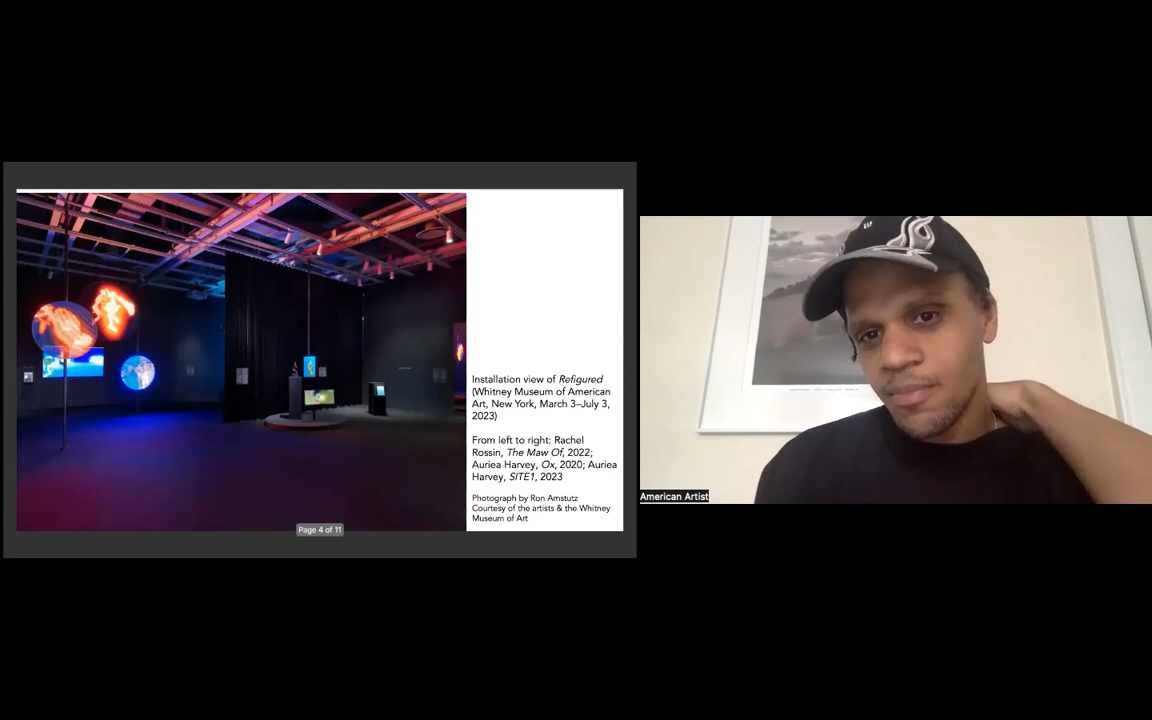 Installation view of Refigured
(Whitney Museum of American
Art, New York, March 3–July 3,
2023)
From left to right: Rachel
Rossin, The Maw Of, 2022;
Auriea Harvey, Ox, 2020; Auriea
Harvey, SITE1, 2023
Photograph by Ron Amstutz
Courtesy of the artists & the Whitney
Museum of Art
Page 4 of 11
American Artist